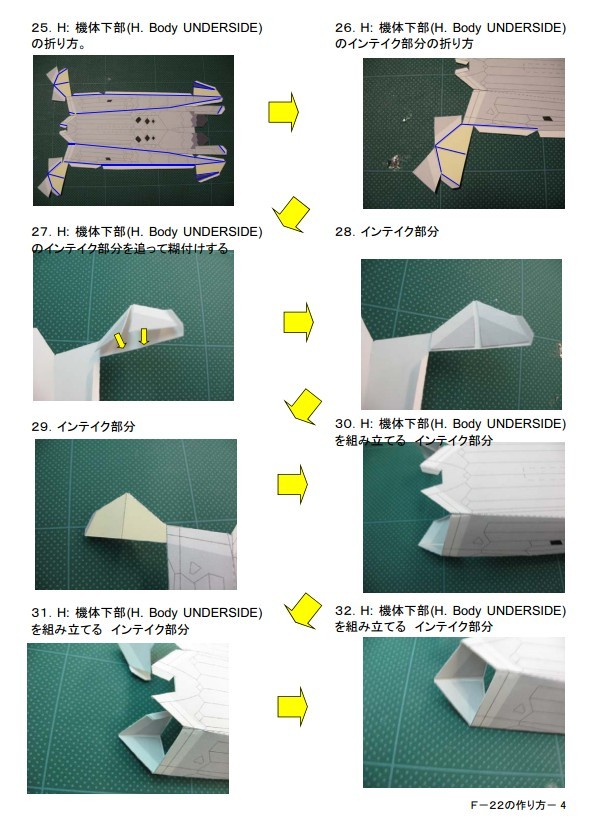 25. H: 機体下部(H. Body UNDERSIDE)
の折り方。
26. H: 機体下部(H. Body UNDERSIDE)
のインテイク部分の折り方
27. H: 機体下部(H. Body UNDERSIDE)
のインテイク部分を追って糊付けする
28. インテイク部分
29. インテイク部分
30. H: 機体下部(H. Body UNDERSIDE)
を組み立てる インテイク部分
31. H: 機体下部(H. Body UNDERSIDE)
を組み立てる インテイク部分
32. H: 機体下部(H. Body UNDERSIDE)
を組み立てる インテイク部分
F－22の作り方－ 4